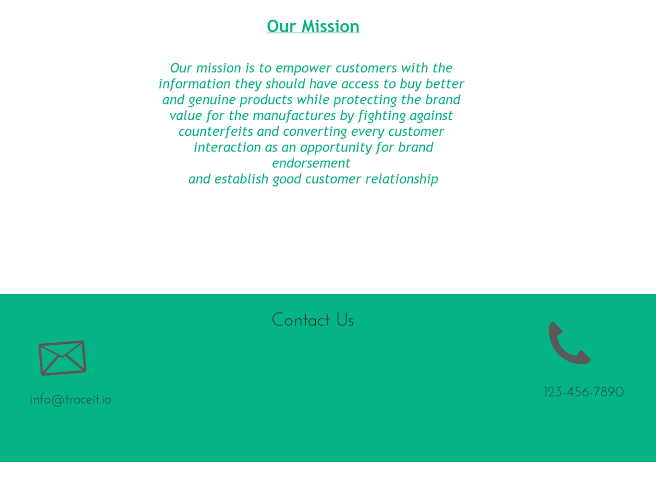 Our Mission
Our mission is to empower customers with the
information they should have access to buy better
and genuine products while protecting the brand
value for the manufactures by fighting against
counterfeits and converting every customer
interaction as an opportunity for brand
endorsement
and establish good customer relationship
Contact Us
info@traceit.io
123-456-7890